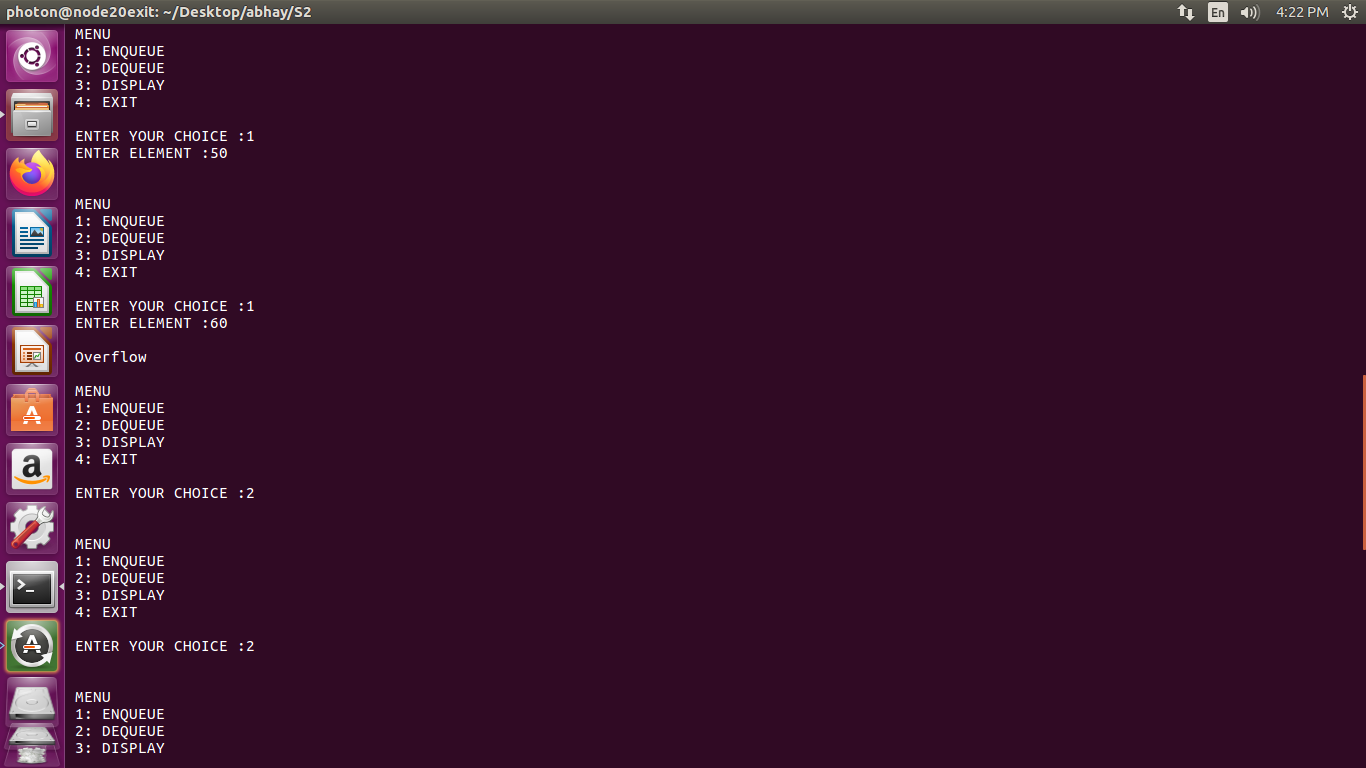 photon@node20exit: ~/Desktop/abhay/S2
En
4:22 PM
MENU
1: ENQUEUE
2: DEQUEUE
3: DISPLAY
4: EXIT
ENTER YOUR CHOICE :1
ENTER ELEMENT :50
MENU
1: ENQUEUE
2: DEQUEUE
3: DISPLAY
4: EXIT
ENTER YOUR CHOICE :1
ENTER ELEMENT :60
Overflow
MENU
1: ENQUEUE
2: DEQUEUE
3: DISPLAY
4: EXIT
ENTER YOUR CHOICE :2
MENU
1: ENQUEUE
2: DEQUEUE
3: DISPLAY
4: EXIT
ENTER YOUR CHOICE :2
MENU
1: ENQUEUE
2: DEQUEUE
3: DISPLAY